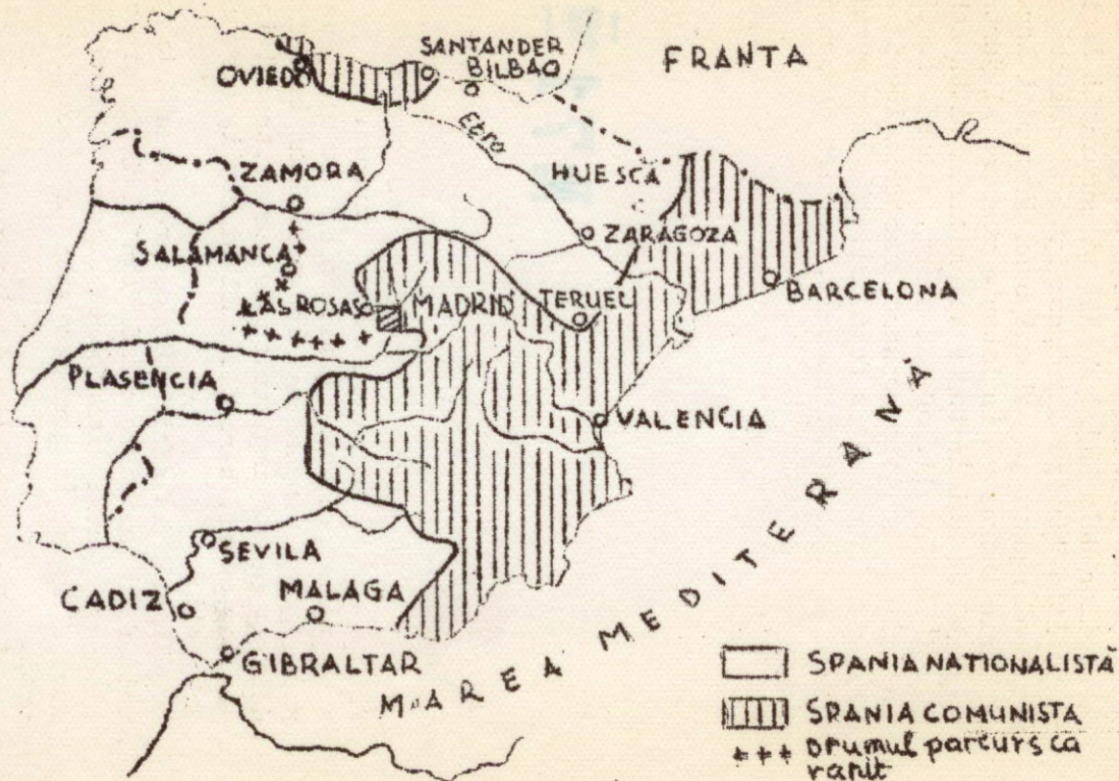 SANTANDER
OVIEDO
BILBAO
FRANTA
Ebro
ZAMORA
HUESCA
SALAMANCA
ZARAGOZA
LAS ROSAS
MADRID
TERUEL
BARCELONA
PLASENCIA
VALENCIA
SEVILA
CADIZ
MALAGA
GIBRALTAR
MAREA MEDITERANĂ
SPANIA NATIONALISTĂ
SPANIA COMUNISTA
+++ Drumul parcurs ca
ranit